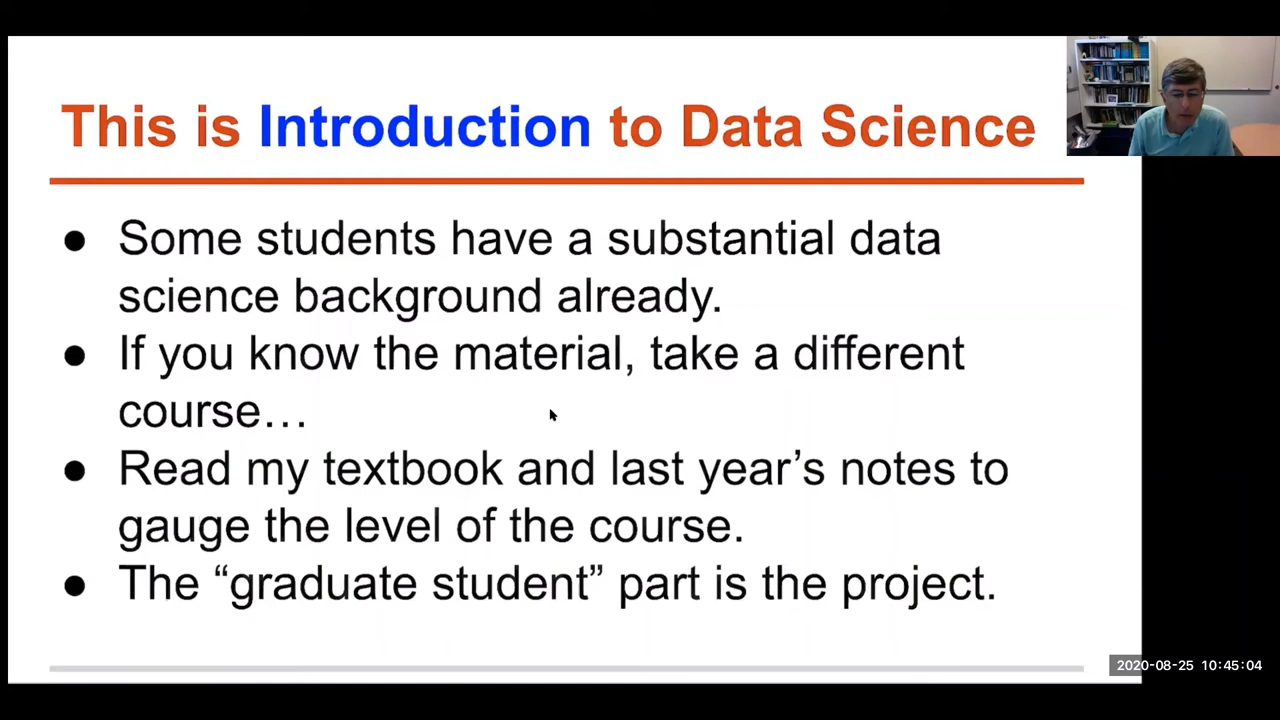 This is Introduction to Data Science
● Some students have a substantial data
science background already.
● If you know the material, take a different
course…
● Read my textbook and last year’s notes to
gauge the level of the course.
● The “graduate student” part is the project.
2020-08-25 10:45:04